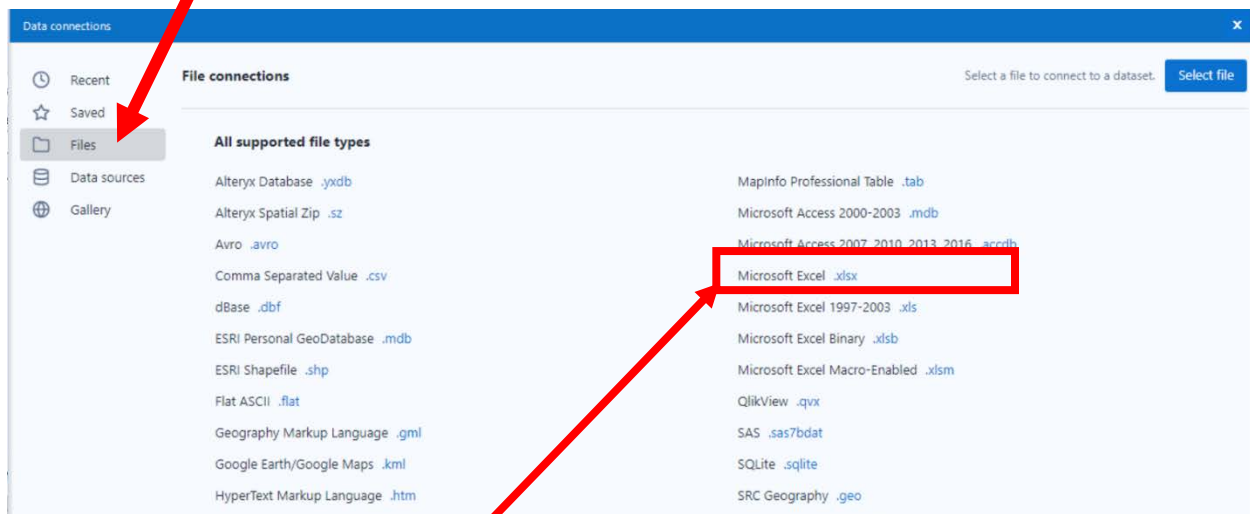 Data connections
x
Recent
Saved
Files
Data sources
Gallery
File connections
Select a file to connect to a dataset.
Select file
All supported file types
Alteryx Database .yxdb
Alteryx Spatial Zip .sz
Avro .avro
Comma Separated Value .csv
dBase .dbf
ESRI Personal GeoDatabase .mdb
ESRI Shapefile .shp
Flat ASCII .flat
Geography Markup Language .gml
Google Earth/Google Maps .kml
HyperText Markup Language .htm
MapInfo Professional Table .tab
Microsoft Access 2000-2003 .mdb
Microsoft Access 2007, 2010, 2013, 2016 .accdb
Microsoft Excel .xlsx
Microsoft Excel 1997-2003 .xls
Microsoft Excel Binary .xlsb
Microsoft Excel Macro-Enabled .xlsm
QlikView .qvx
SAS .sas7bdat
SQLite .sqlite
SRC Geography .geo